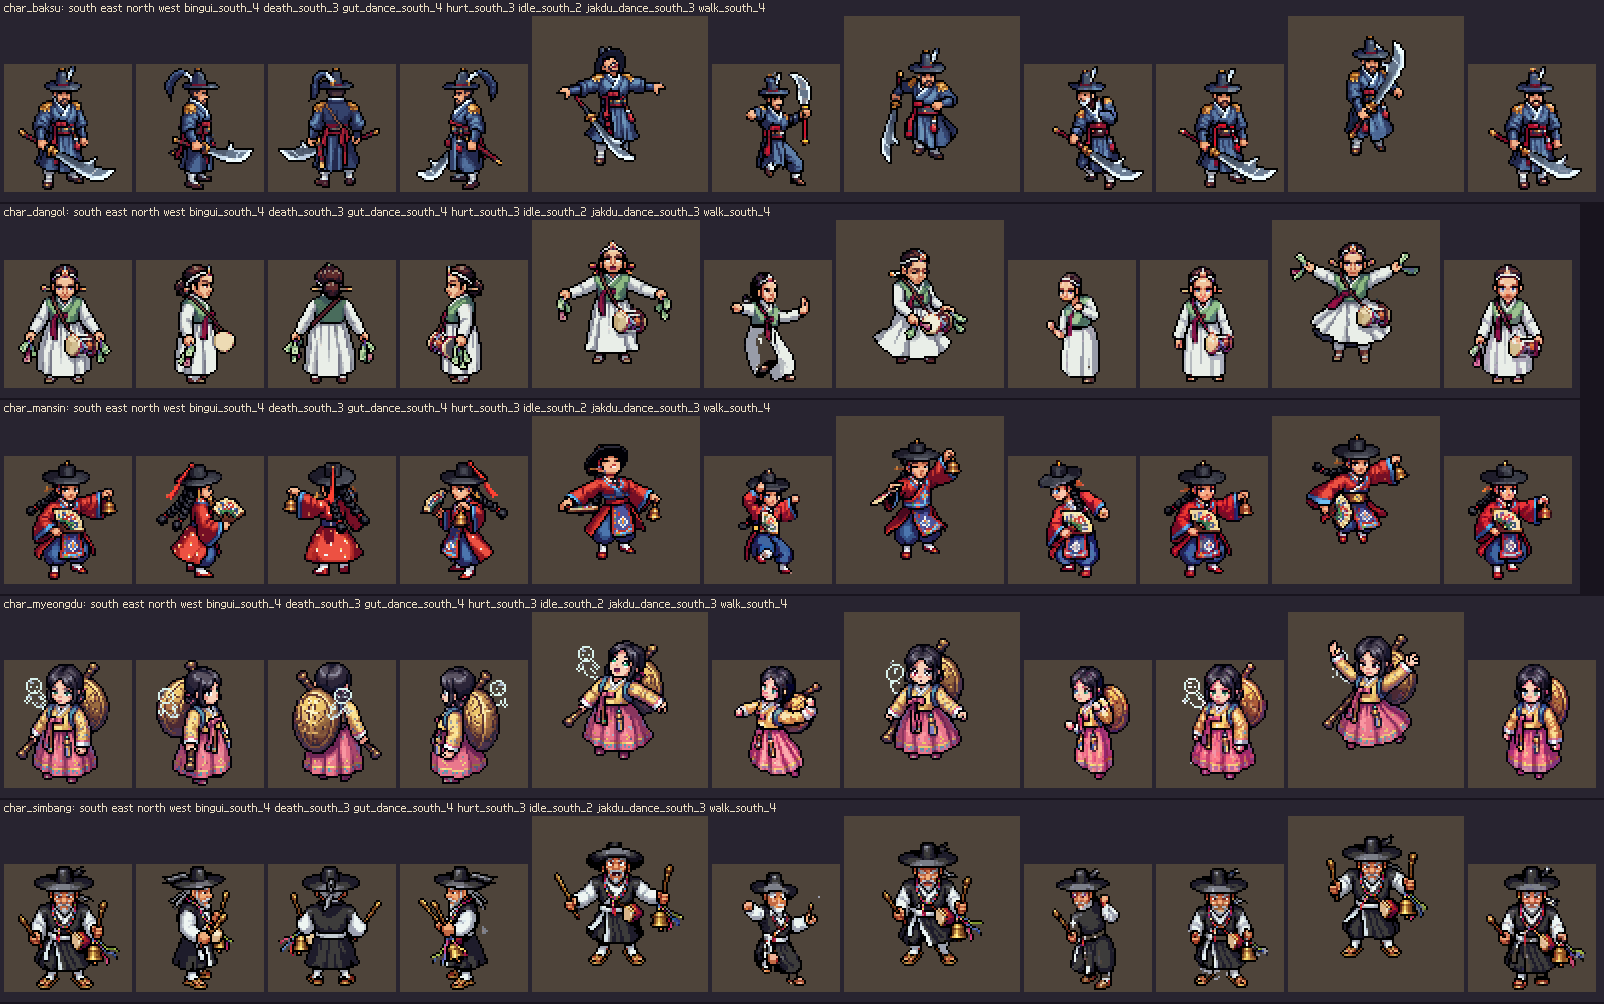 char_baksu: south east north west bingui_south_4 death_south_3 gut_dance_south_4 hurt_south_3 idle_south_2 jakdu_dance_south_3 walk_south_4
char_dangol: south east north west bingui_south_4 death_south_3 gut_dance_south_4 hurt_south_3 idle_south_2 jakdu_dance_south_3 walk_south_4
char_mansin: south east north west bingui_south_4 death_south_3 gut_dance_south_4 hurt_south_3 idle_south_2 jakdu_dance_south_3 walk_south_4
char_myeongdu: south east north west bingui_south_4 death_south_3 gut_dance_south_4 hurt_south_3 idle_south_2 jakdu_dance_south_3 walk_south_4
char_simbang: south east north west bingui_south_4 death_south_3 gut_dance_south_4 hurt_south_3 idle_south_2 jakdu_dance_south_3 walk_south_4